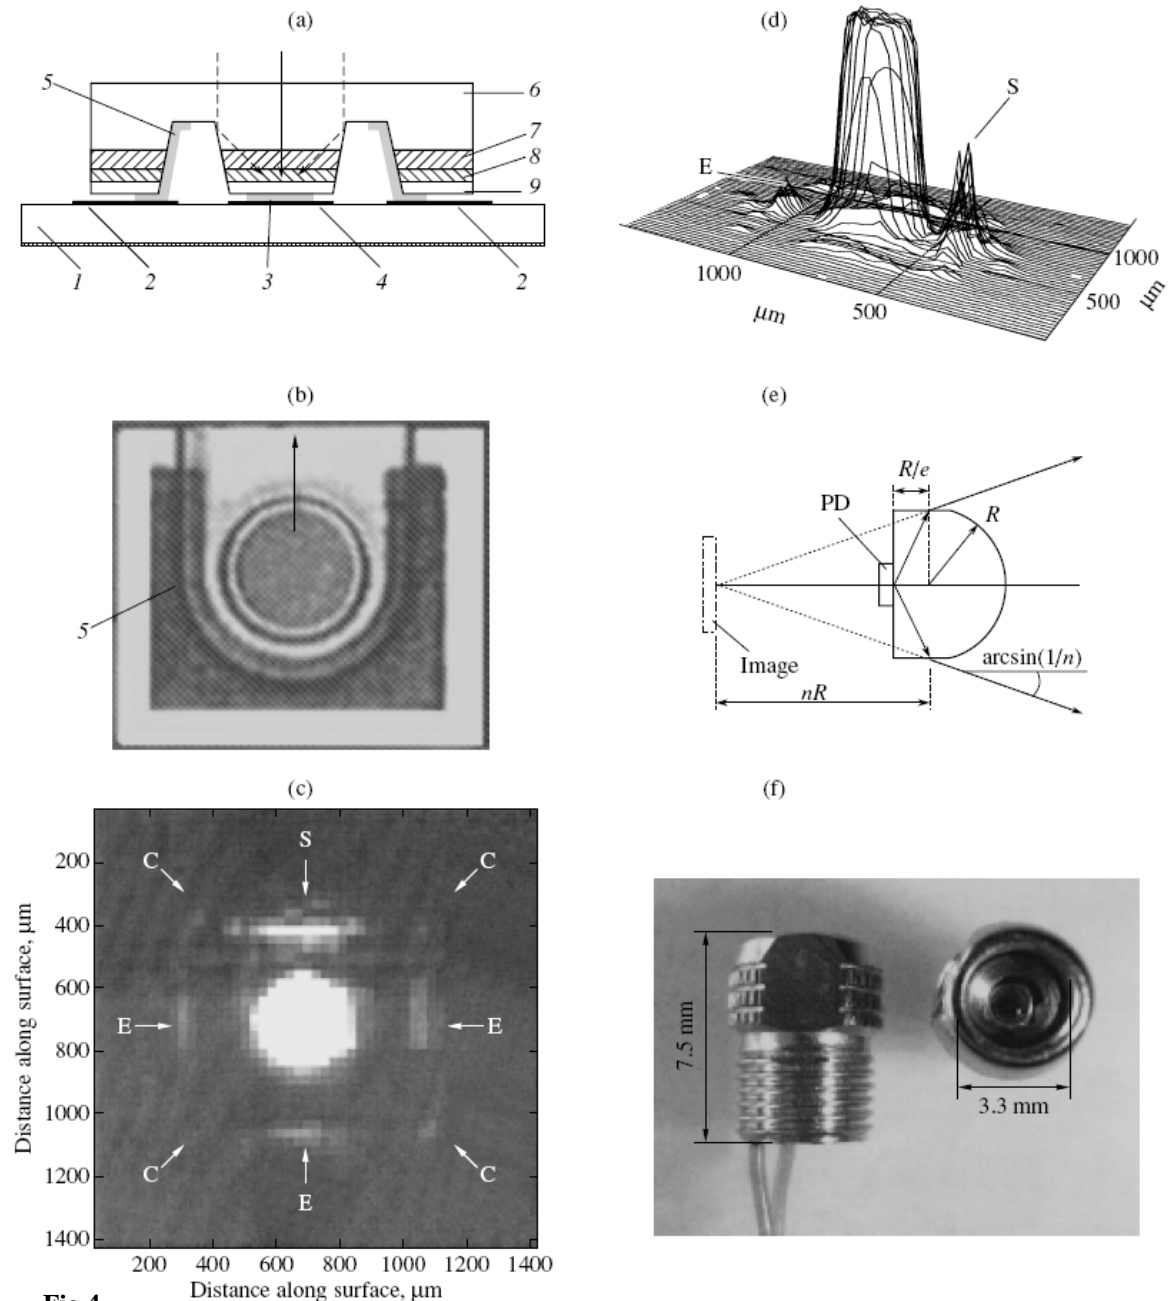 (a)
5
6
7
8
9
1
2
3
4
2
(b)
5
(c)
Distance along surface, μm
200
400
600
800
1000
1200
1400
S
C
C
E
E
C
C
E
200 400 600 800 1000 1200 1400
Distance along surface, μm
(d)
S
E
1000
500
μm
1000
500
μm
(e)
R/e
PD
R
Image
arcsin(1/n)
nR
(f)
7.5 mm
3.3 mm